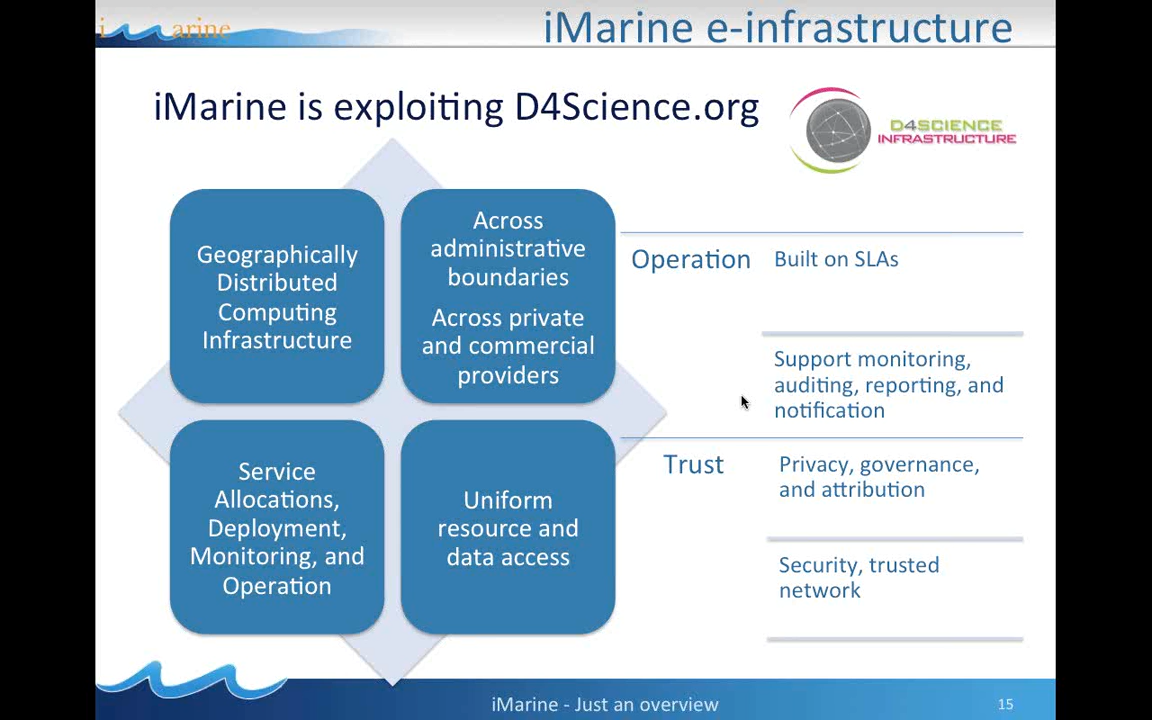 i marine
iMarine e-infrastructure
iMarine is exploiting D4Science.org
D4SCIENCE
INFRASTRUCTURE
Geographically
Distributed
Computing
Infrastructure
Across
administrative
boundaries
Across private
and commercial
providers
Service
Allocations,
Deployment,
Monitoring, and
Operation
Uniform
resource and
data access
Operation
Built on SLAs
Support monitoring,
auditing, reporting, and
notification
Trust
Privacy, governance,
and attribution
Security, trusted
network
iMarine - Just an overview
15